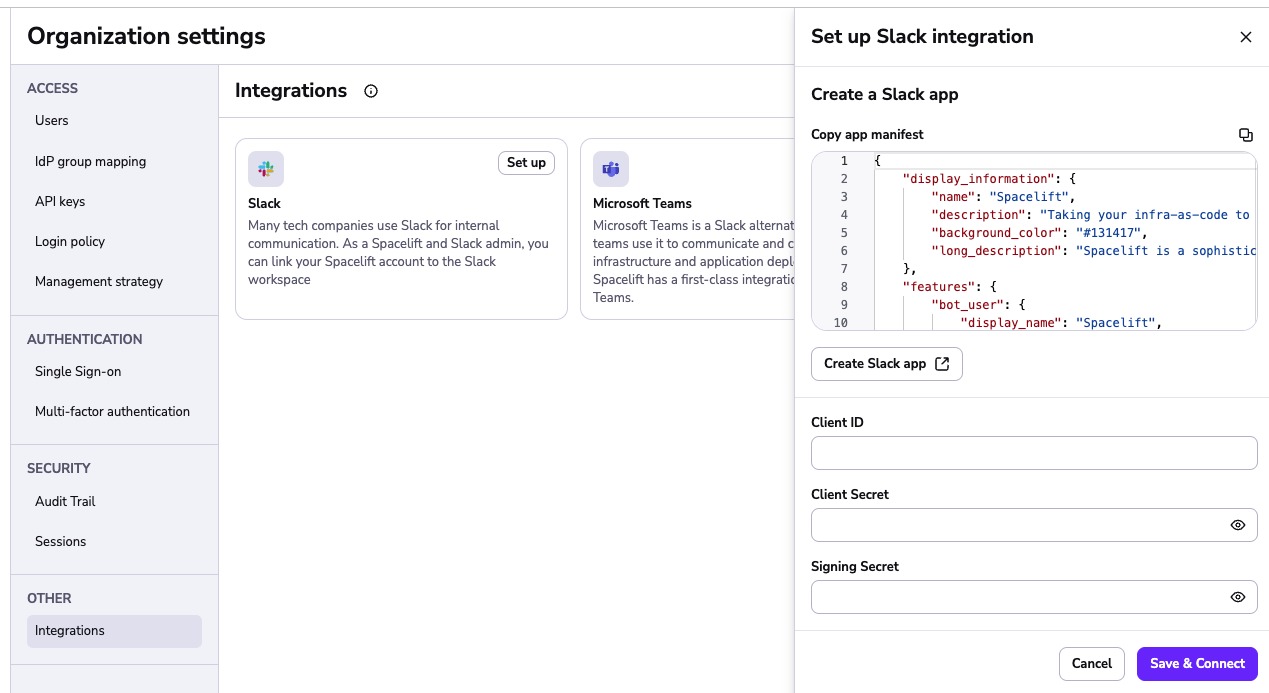 Organization settings
ACCESS
Users
IdP group mapping
API keys
Login policy
Management strategy
AUTHENTICATION
Single Sign-on
Multi-factor authentication
SECURITY
Audit Trail
Sessions
OTHER
Integrations
Integrations
Set up
Slack
Many tech companies use Slack for internal
communication. As a Spacelift and Slack admin, you
can link your Spacelift account to the Slack
workspace
Microsoft Teams
Microsoft Teams is a Slack alternat
teams use it to communicate and c
infrastructure and application depl
Spacelift has a first-class integratio
Teams.
Set up Slack integration
Create a Slack app
Copy app manifest
1 {
2 "display_information": {
3 "name": "Spacelift",
4 "description": "Taking your infra-as-code to
5 "background_color": "#131417",
6 "long_description": "Spacelift is a sophistic
7 },
8 "features": {
9 "bot_user": {
10 "display_name": "Spacelift",
Create Slack app
Client ID
Client Secret
Signing Secret
Cancel
Save & Connect